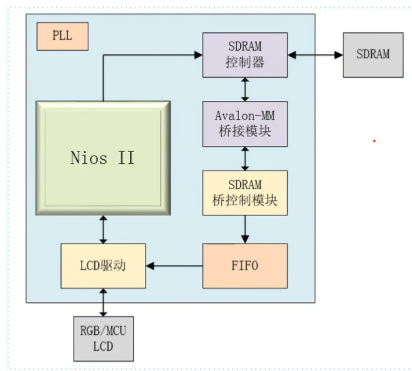 PLL
SDRAM
控制器
SDRAM
Avalon-MM
桥接模块
Nios II
SDRAM
桥控制模块
LCD驱动
FIFO
RGB/MCU
LCD